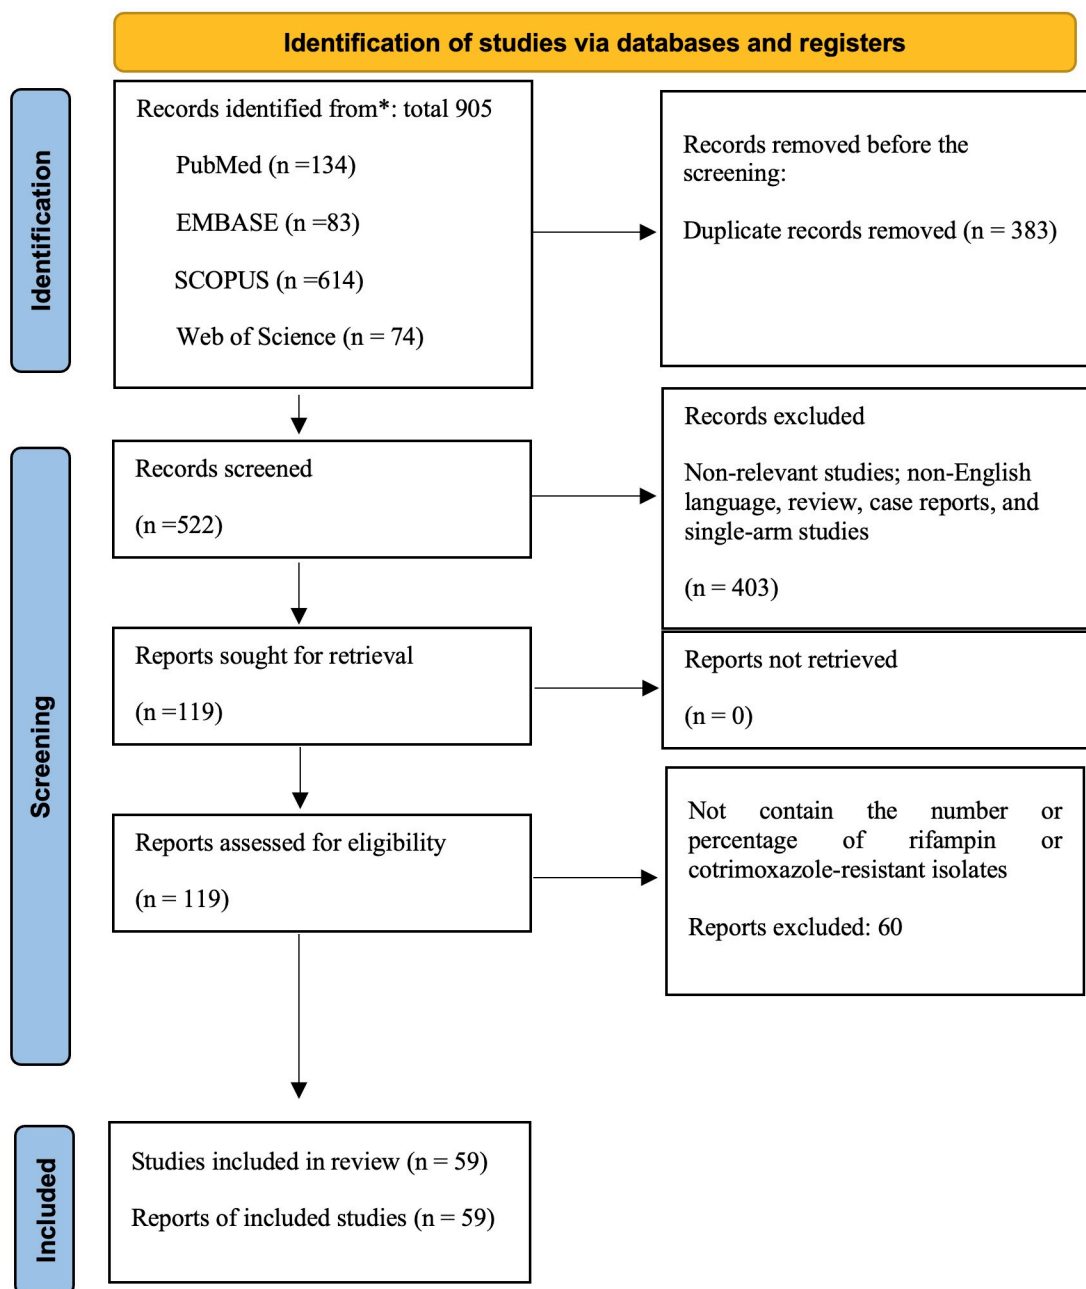 Identification of studies via databases and registers
Identification
Records identified from*: total 905
PubMed (n =134)
EMBASE (n =83)
SCOPUS (n =614)
Web of Science (n = 74)
Records removed before the
screening:
Duplicate records removed (n = 383)
Screening
Records screened
(n =522)
Records excluded
Non-relevant studies; non-English
language, review, case reports, and
single-arm studies
(n = 403)
Reports sought for retrieval
(n =119)
Reports not retrieved
(n = 0)
Reports assessed for eligibility
(n = 119)
Not contain the number or
percentage of rifampin or
cotrimoxazole-resistant isolates
Reports excluded: 60
Included
Studies included in review (n = 59)
Reports of included studies (n = 59)